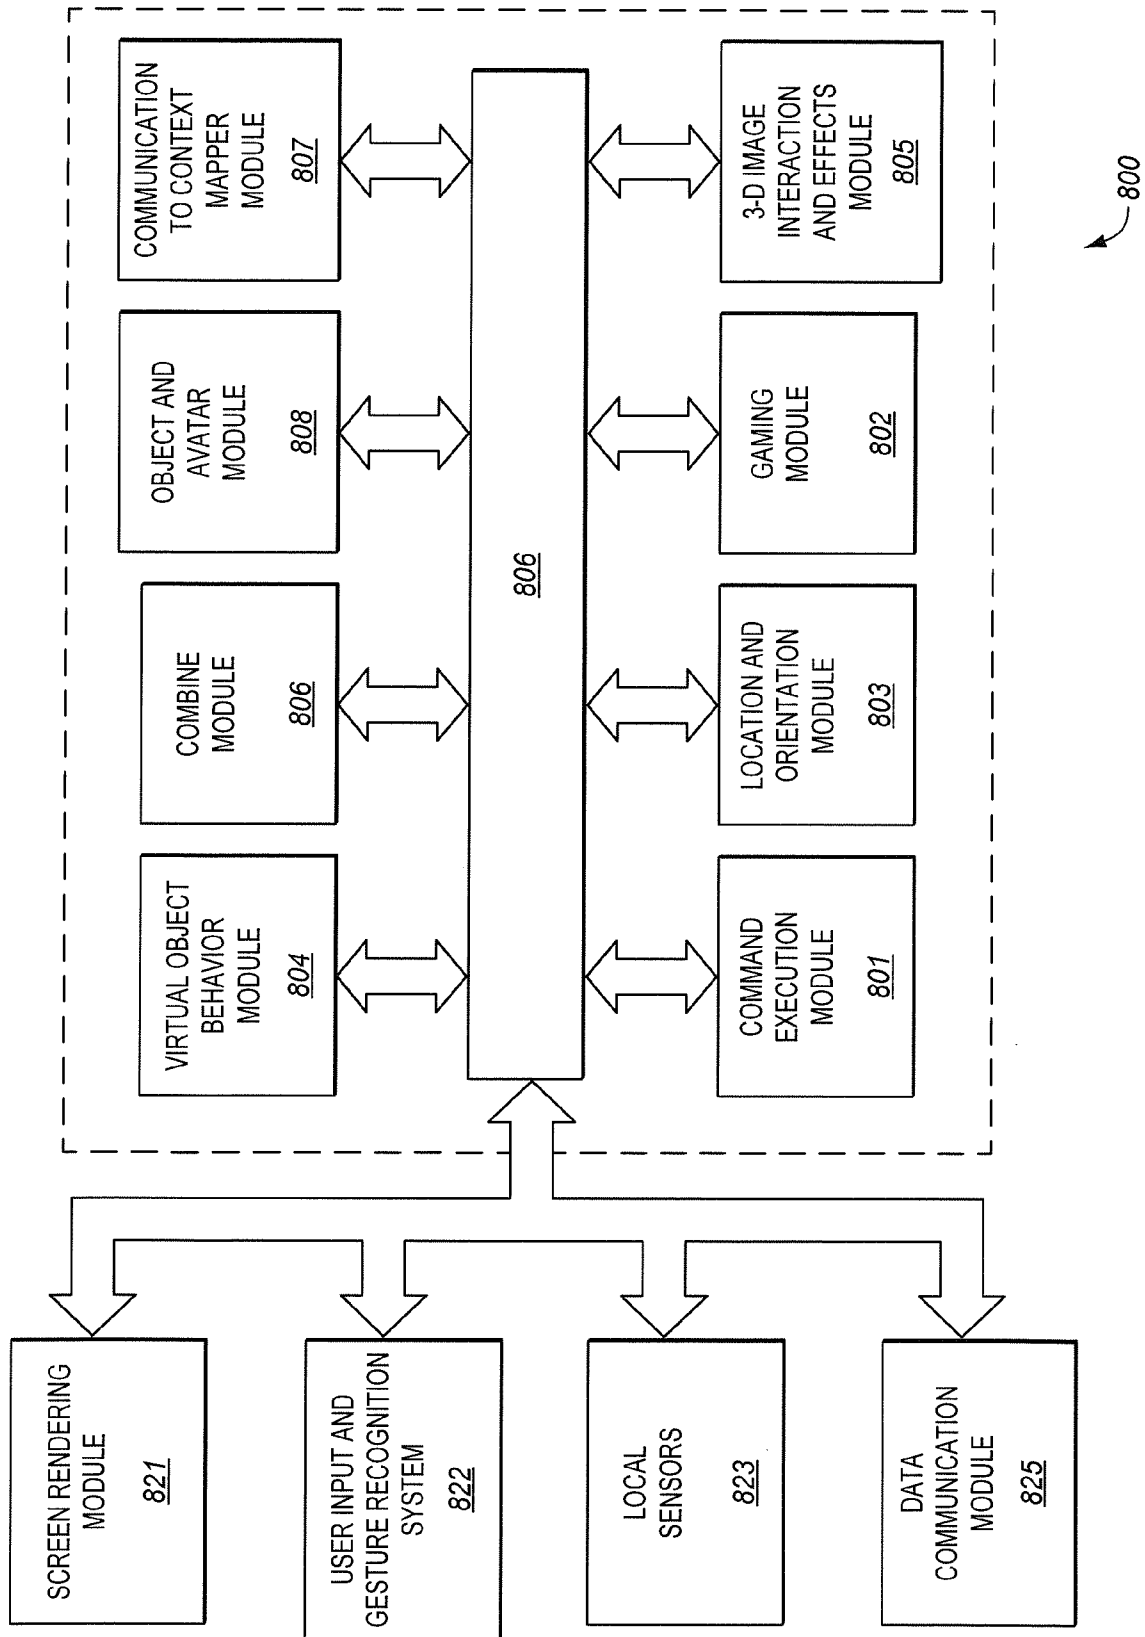 SCREEN RENDERING
MODULE
821
USER INPUT AND
GESTURE RECOGNITION
SYSTEM
822
LOCAL
SENSORS
823
DATA
COMMUNICATION
MODULE
825
VIRTUAL OBJECT
BEHAVIOR
MODULE
804
COMBINE
MODULE
806
OBJECT AND
AVATAR
MODULE
808
COMMUNICATION
TO CONTEXT
MAPPER
MODULE
807
806
COMMAND
EXECUTION
MODULE
801
LOCATION AND
ORIENTATION
MODULE
803
GAMING
MODULE
802
3-D IMAGE
INTERACTION
AND EFFECTS
MODULE
805
800